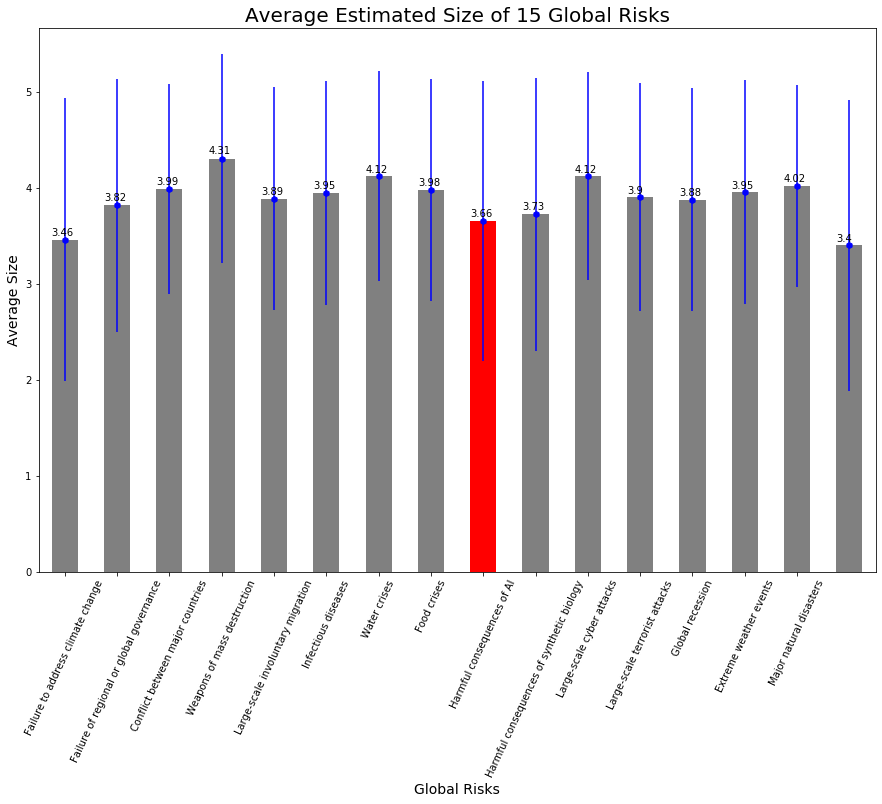 Average Estimated Size of 15 Global Risks
Average Size
5
4
3
2
1
0
3.46
3.82
3.99
4.31
3.89
3.95
4.12
3.98
3.66
3.73
4.12
3.9
3.88
3.95
4.02
3.4
Failure to address climate change
Failure of regional or global governance
Conflict between major countries
Weapons of mass destruction
Large-scale involuntary migration
Infectious diseases
Water crises
Food crises
Harmful consequences of AI
Harmful consequences of synthetic biology
Large-scale cyber attacks
Large-scale terrorist attacks
Global recession
Extreme weather events
Major natural disasters
Global Risks